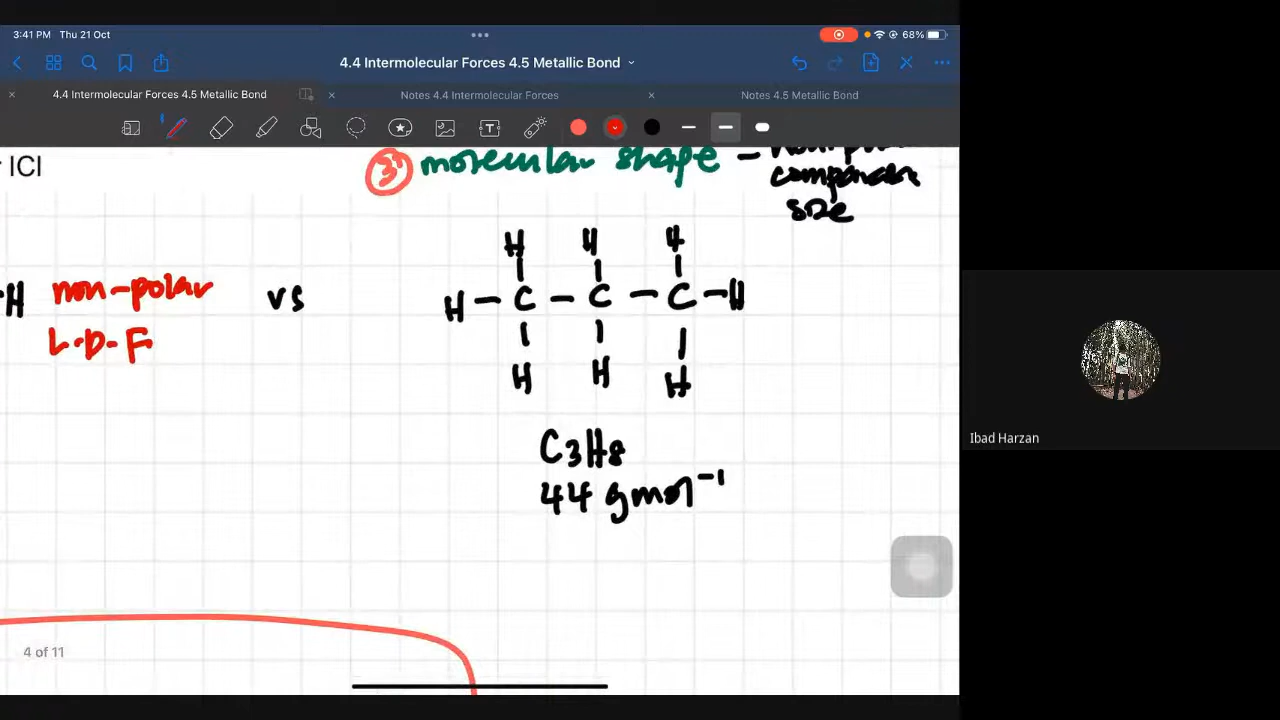 3:41 PM Thu 21 Oct
68%
4.4 Intermolecular Forces 4.5 Metallic Bond
4.4 Intermolecular Forces 4.5 Metallic Bond
Notes 4.4 Intermolecular Forces
Notes 4.5 Metallic Bond
ICl
3 molecular shape -
size
H H H
H non-polar vs H - C - C - C - H
L.D.F
H H H
C3H8
44 gmol-1
4 of 11
Ibad Harzan